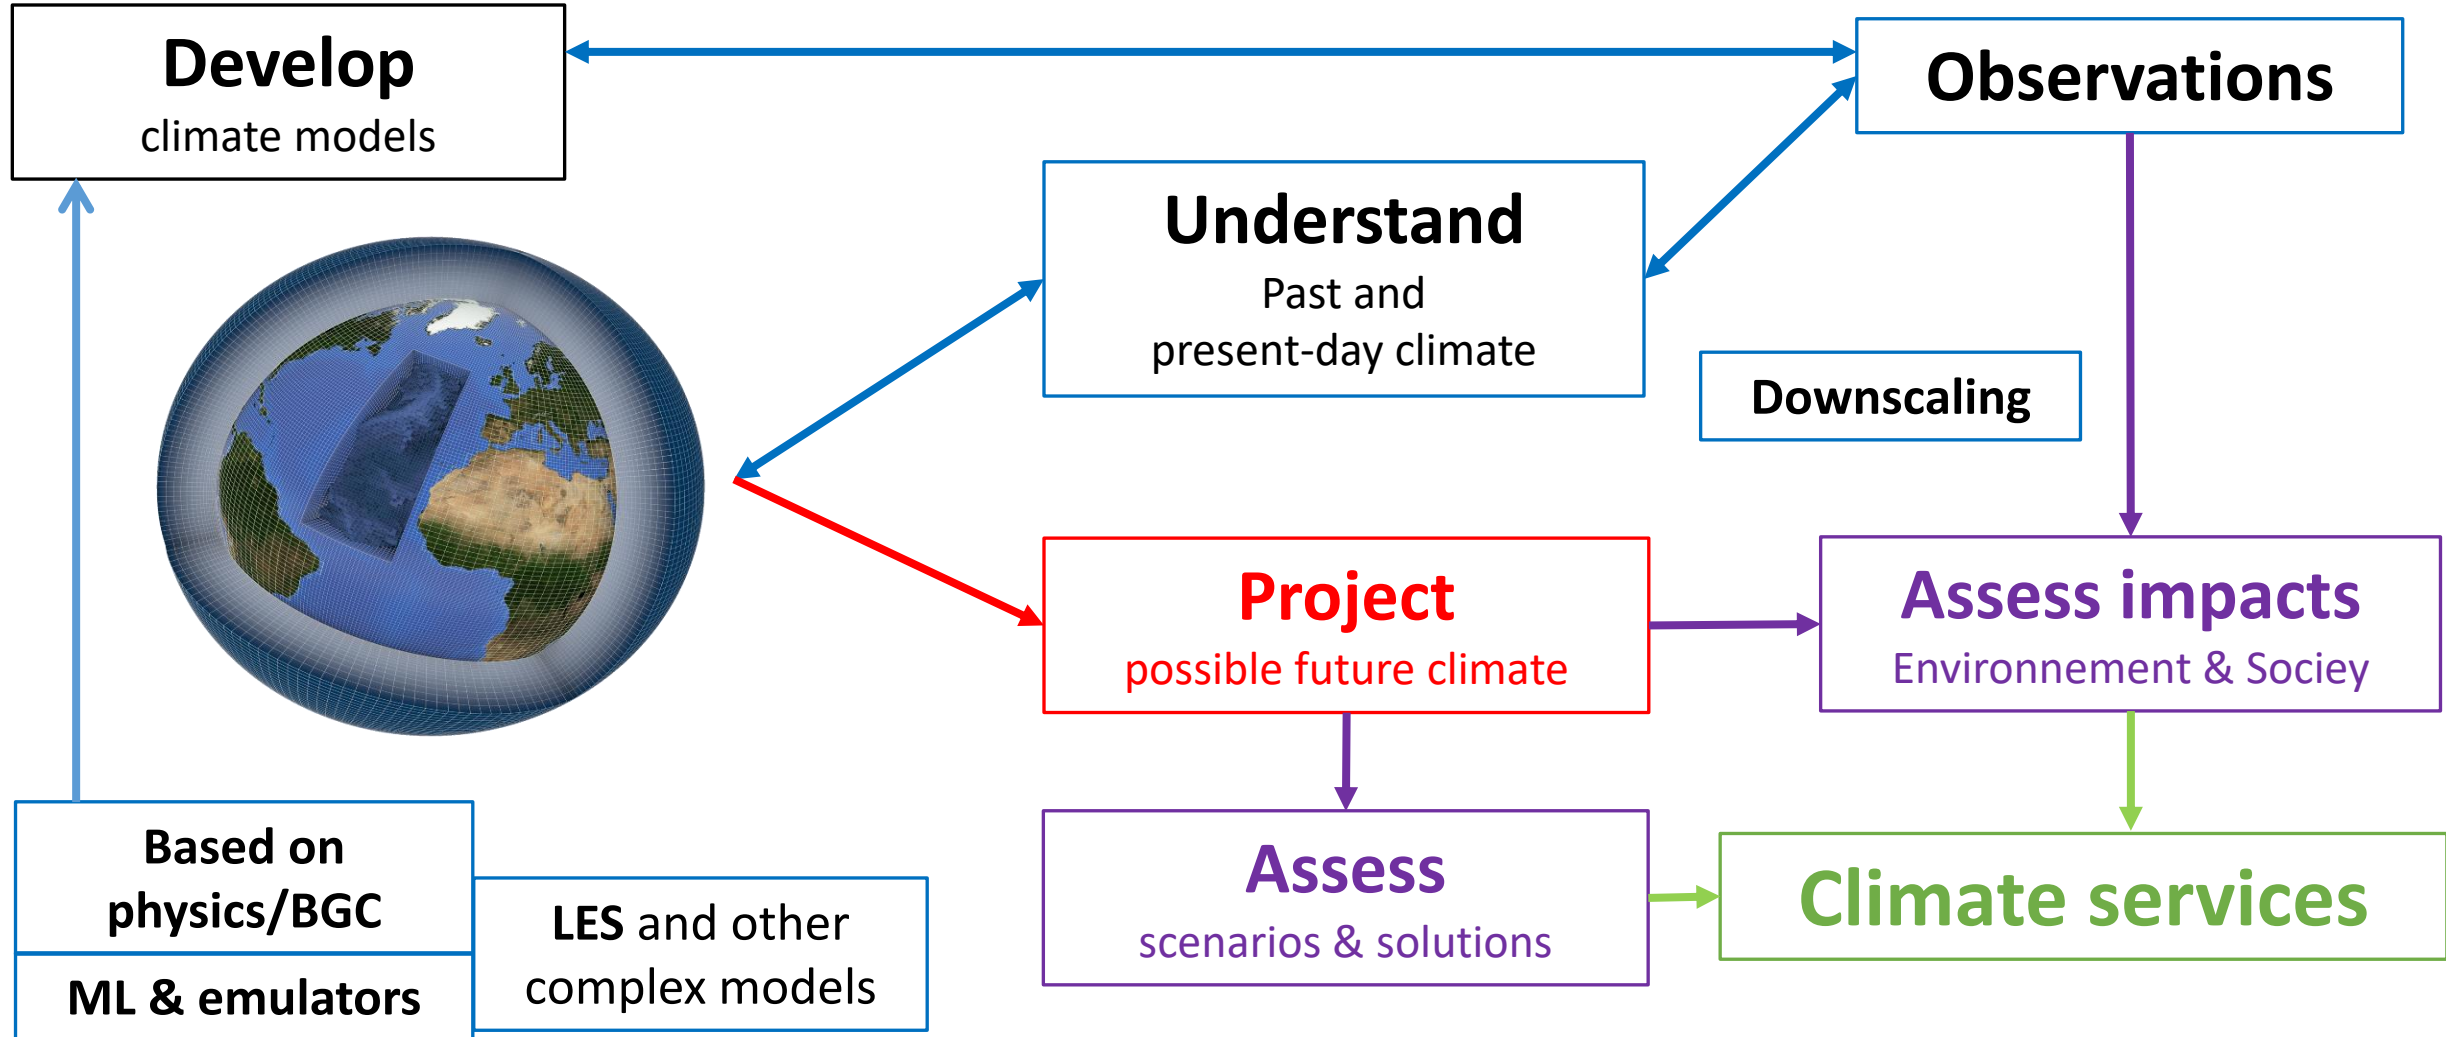 Develop
climate models
Observations
Understand
Past and
present-day climate
Downscaling
Project
possible future climate
Assess impacts
Environnement & Sociey
Based on
physics/BGC
ML & emulators
LES and other
complex models
Assess
scenarios & solutions
Climate services